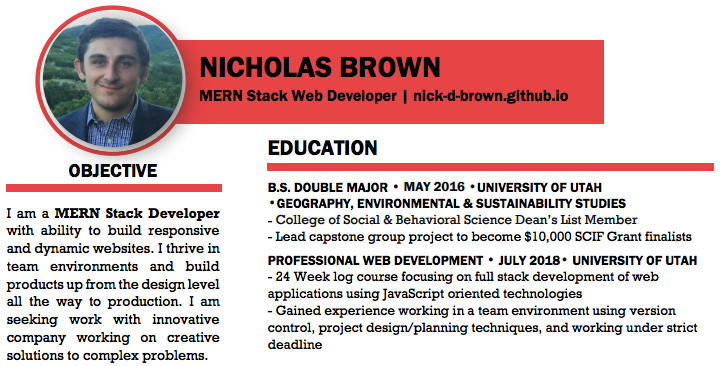 NICHOLAS BROWN
MERN Stack Web Developer | nick-d-brown.github.io
OBJECTIVE
I am a MERN Stack Developer
with ability to build responsive
and dynamic websites. I thrive in
team environments and build
products up from the design level
all the way to production. I am
seeking work with innovative
company working on creative
solutions to complex problems.
EDUCATION
B.S. DOUBLE MAJOR • MAY 2016 •UNIVERSITY OF UTAH
•GEOGRAPHY, ENVIRONMENTAL & SUSTAINABILITY STUDIES
- College of Social & Behavioral Science Dean's List Member
- Lead capstone group project to become $10,000 SCIF Grant finalists
PROFESSIONAL WEB DEVELOPMENT • JULY 2018• UNIVERSITY OF UTAH
- 24 Week log course focusing on full stack development of web
applications using JavaScript oriented technologies
- Gained experience working in a team environment using version
control, project design/planning techniques, and working under strict
deadline